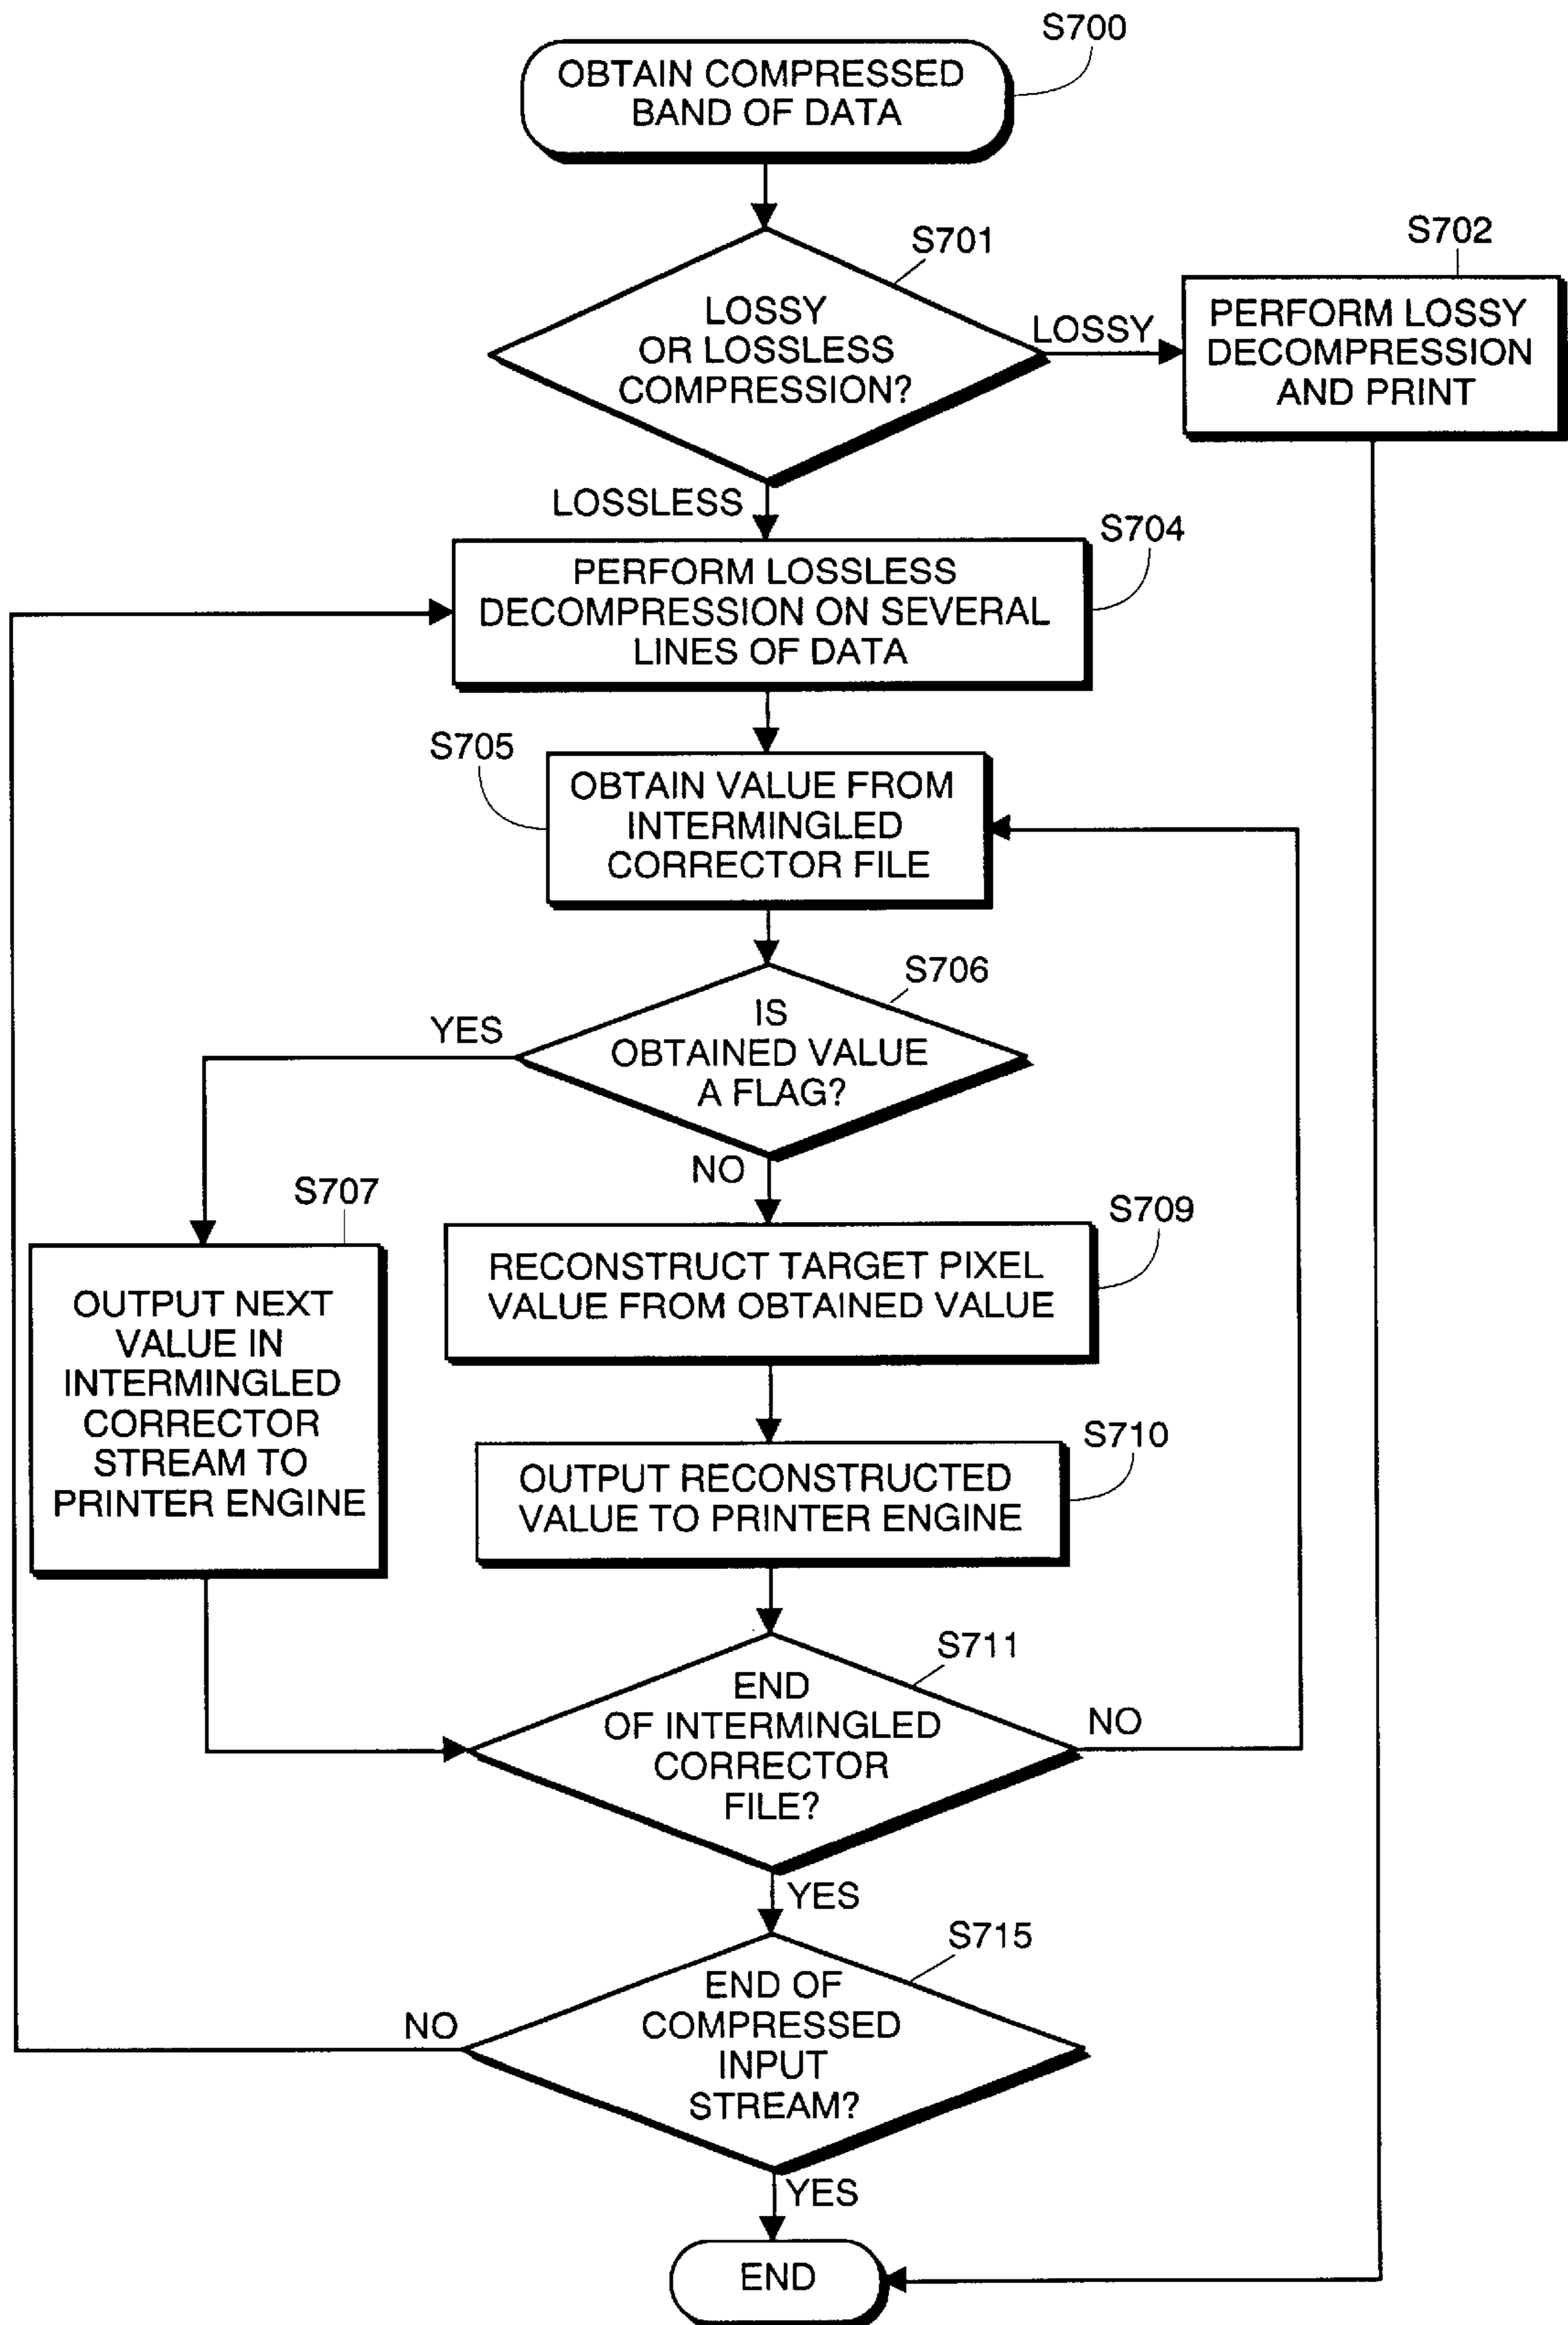 S700
OBTAIN COMPRESSED
BAND OF DATA
S701
LOSSY
OR LOSSLESS
COMPRESSION?
LOSSY
S702
PERFORM LOSSY
DECOMPRESSION
AND PRINT
LOSSLESS
S704
PERFORM LOSSLESS
DECOMPRESSION ON SEVERAL
LINES OF DATA
S705
OBTAIN VALUE FROM
INTERMINGLED
CORRECTOR FILE
S706
IS
OBTAINED VALUE
A FLAG?
YES
NO
S707
OUTPUT NEXT
VALUE IN
INTERMINGLED
CORRECTOR
STREAM TO
PRINTER ENGINE
S709
RECONSTRUCT TARGET PIXEL
VALUE FROM OBTAINED VALUE
S710
OUTPUT RECONSTRUCTED
VALUE TO PRINTER ENGINE
S711
END
OF INTERMINGLED
CORRECTOR
FILE?
NO
YES
S715
END OF
COMPRESSED
INPUT
STREAM?
NO
YES
END